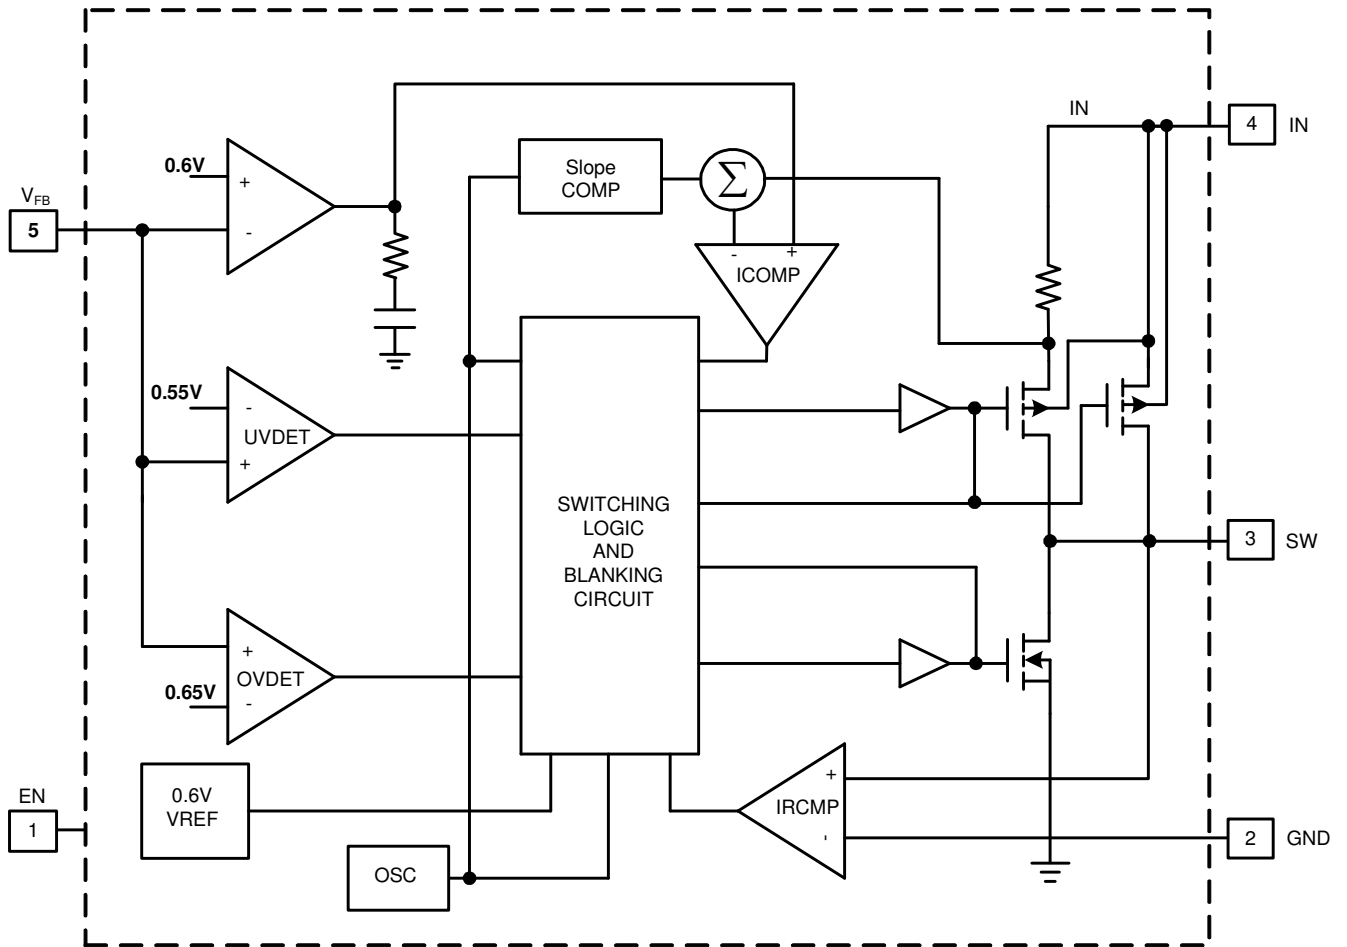 IN
4
IN
0.6V
+
-
Slope
COMP
Σ
V_FB
5
-
+
ICOMP
0.55V
-
UVDET
+
SWITCHING
LOGIC
AND
BLANKING
CIRCUIT
3
SW
+
OVDET
0.65V
-
EN
1
0.6V
VREF
+
IRCMP
-
2
GND
OSC